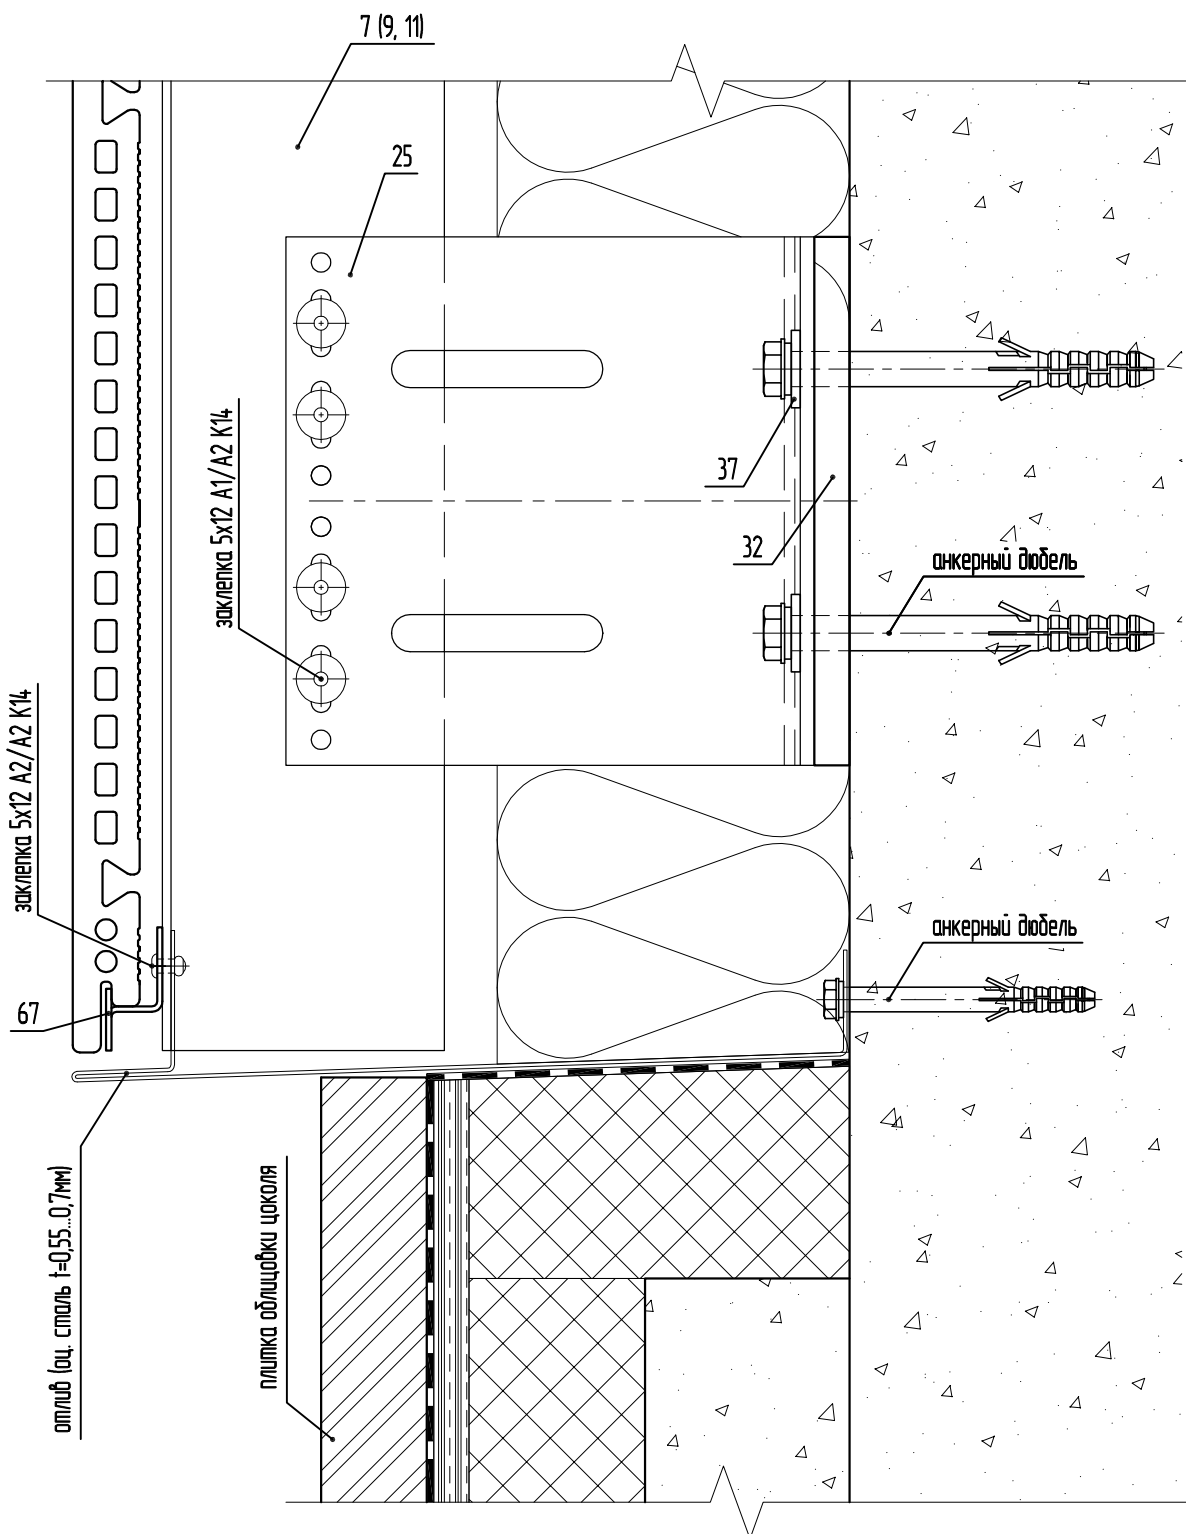 7 (9, 11)
25
заклепка 5х12 А1/А2 К14
37
32
анкерный дюбель
заклепка 5х12 А2/А2 К14
анкерный дюбель
67
отлив (оц. сталь t=0,55...0,7мм)
плитка облицовки цоколя